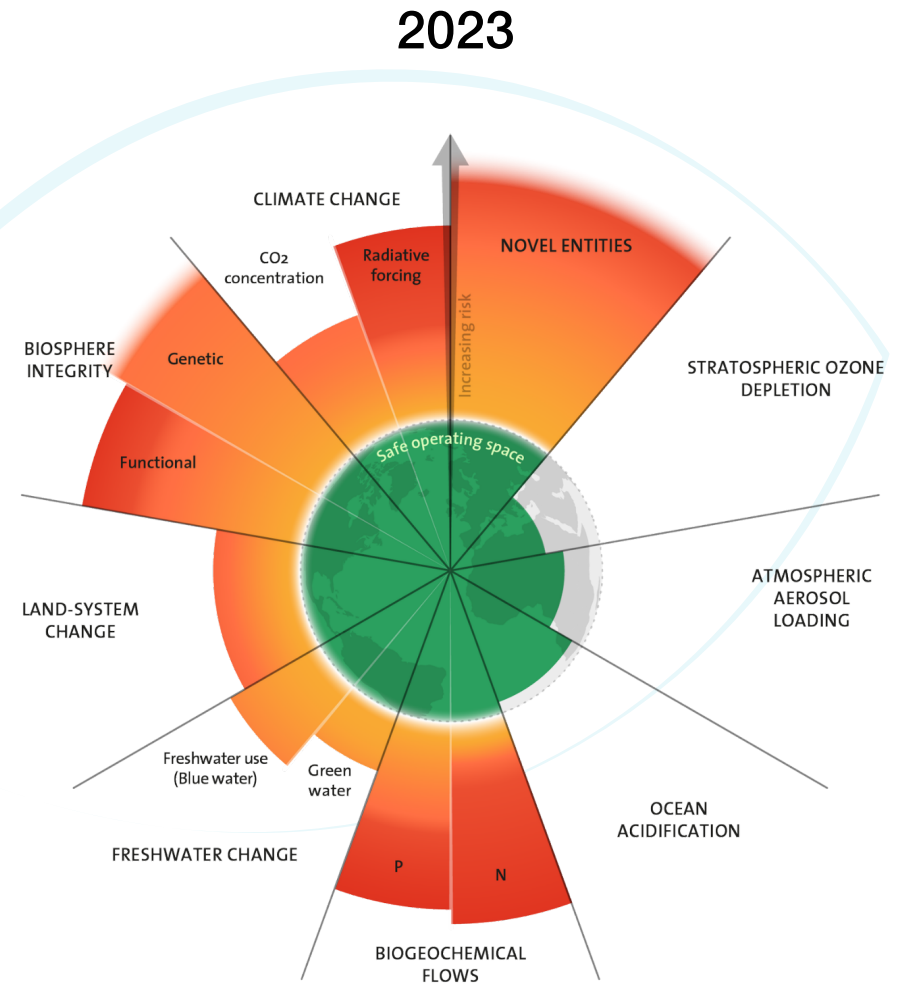 2023
CLIMATE CHANGE
CO2
concentration
Radiative
forcing
NOVEL ENTITIES
Increasing risk
BIOSPHERE
INTEGRITY
Genetic
Functional
STRATOSPHERIC OZONE
DEPLETION
Safe operating space
ATMOSPHERIC
AEROSOL
LOADING
LAND-SYSTEM
CHANGE
Freshwater use
(Blue water)
Green
water
FRESHWATER CHANGE
OCEAN
ACIDIFICATION
P
N
BIOGEOCHEMICAL
FLOWS